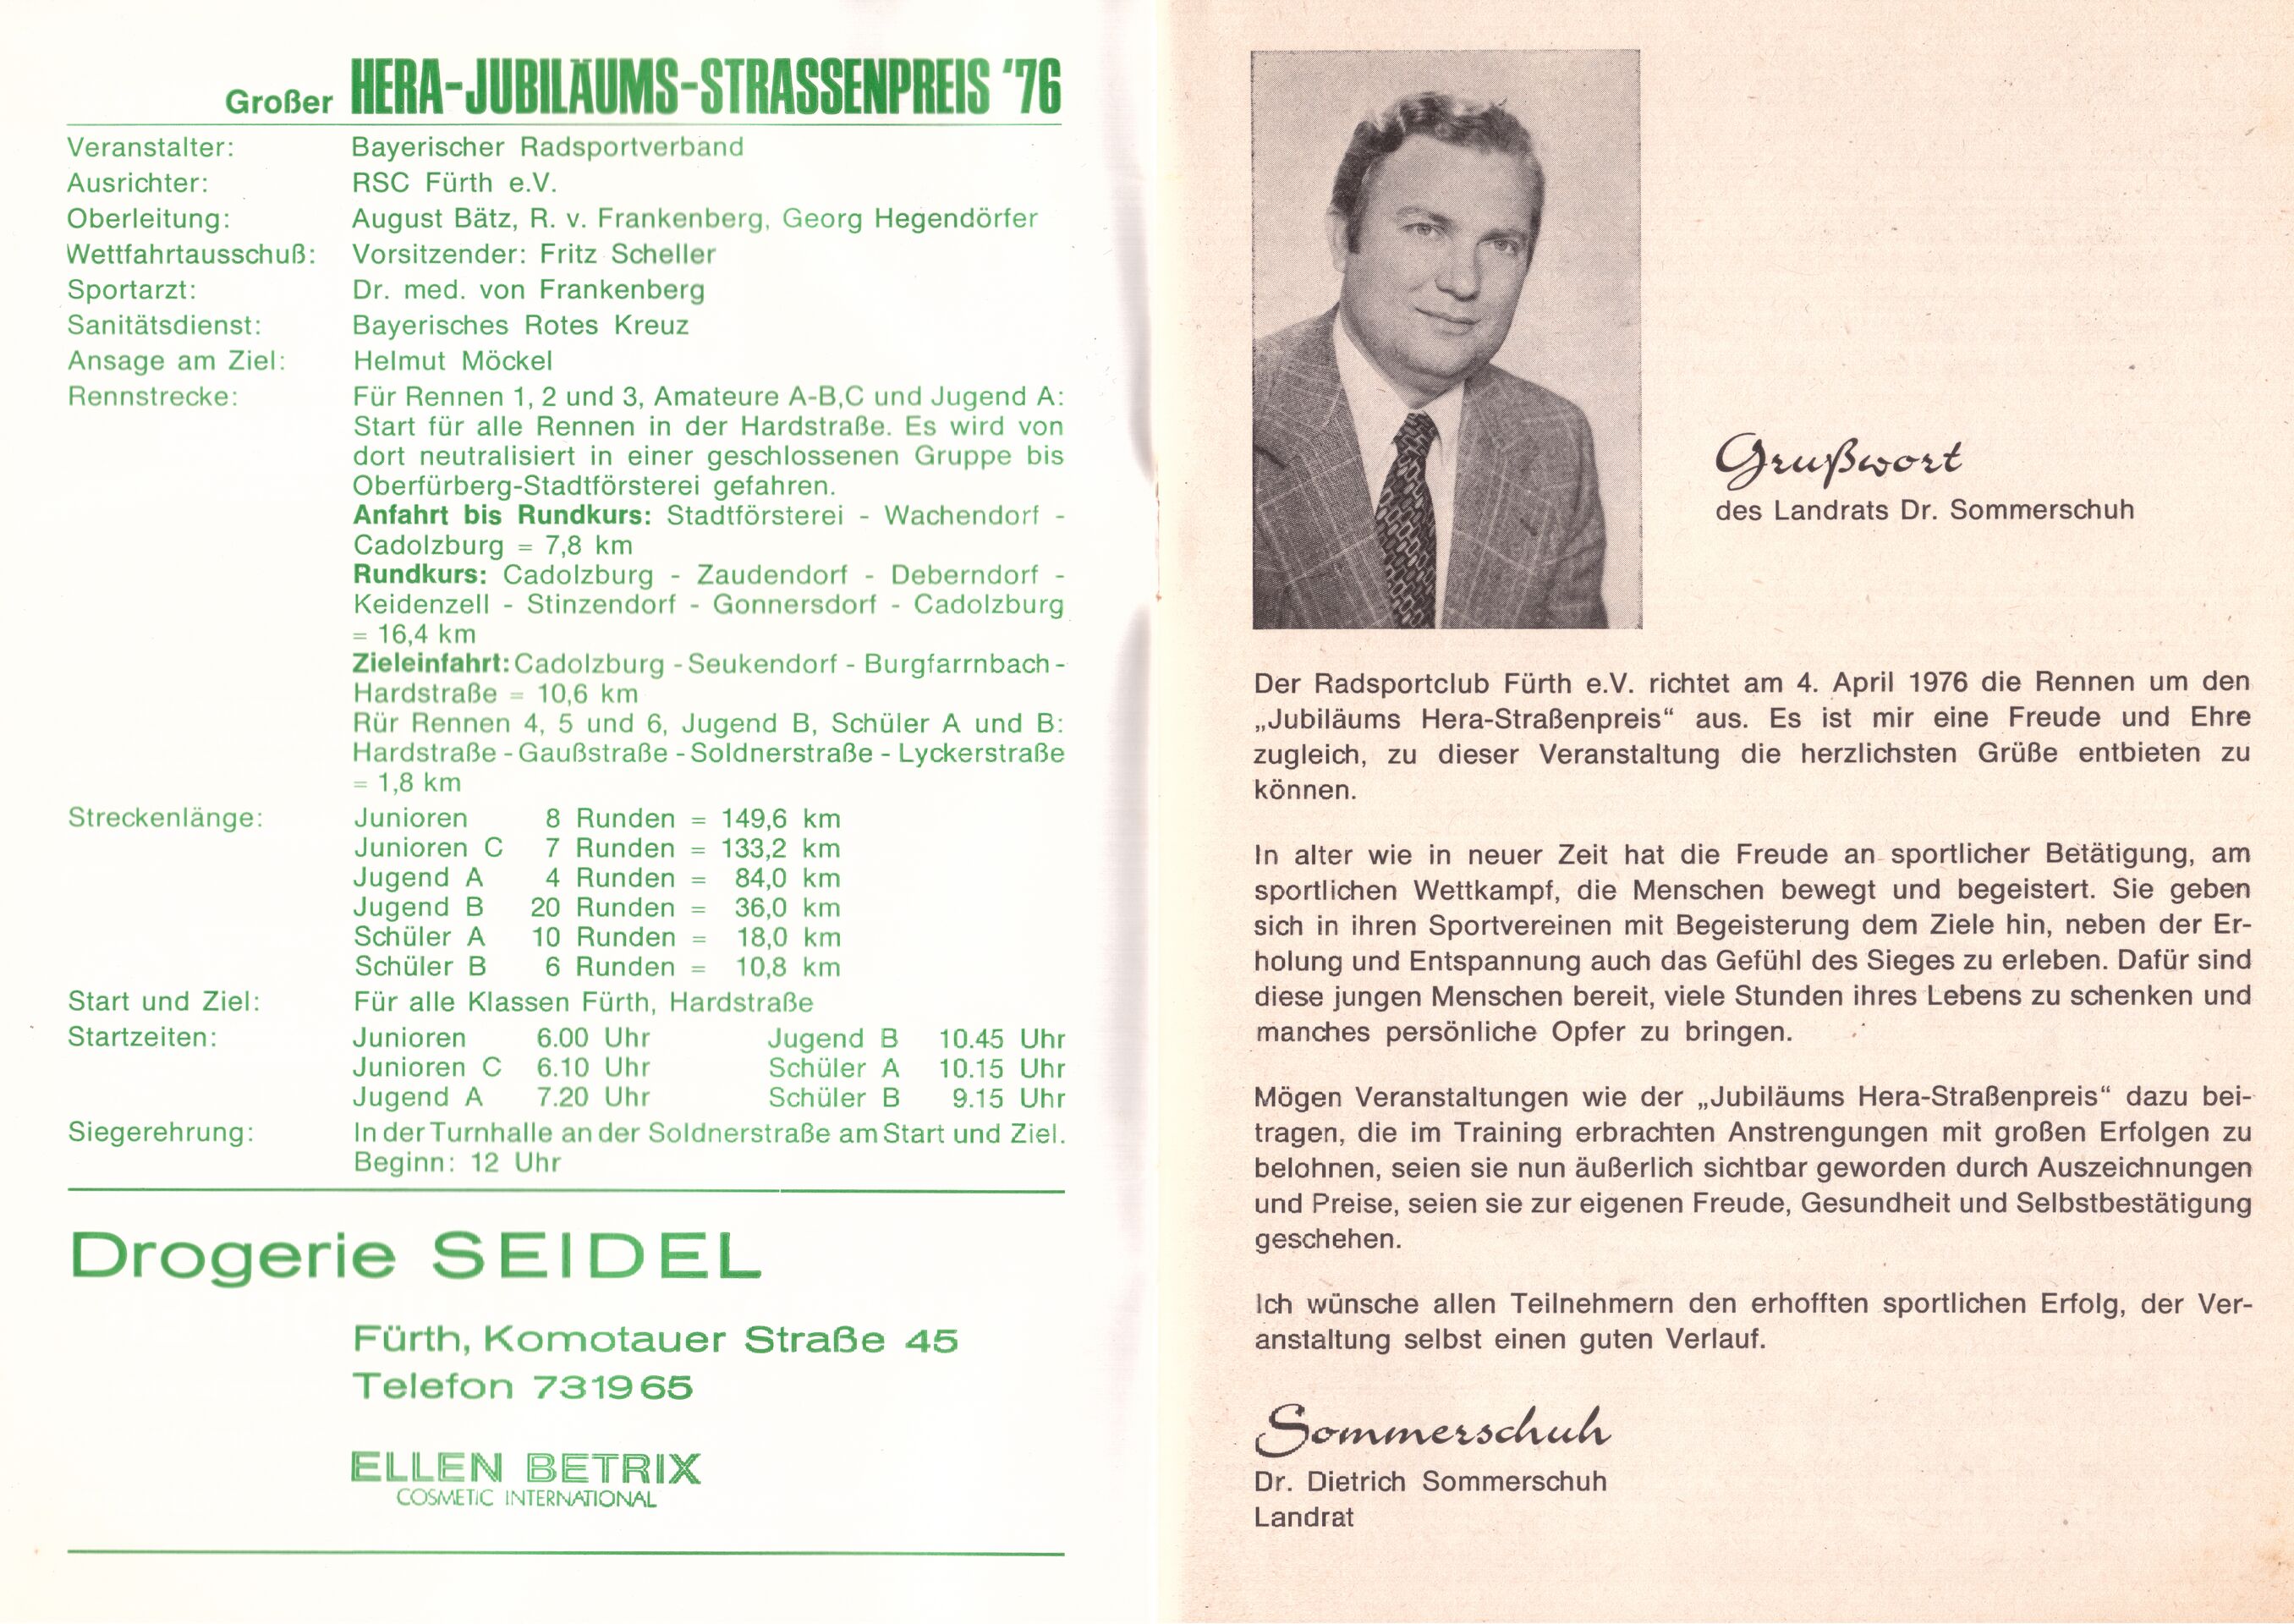 Großer HERA-JUBILÄUMS-STRASSENPREIS '76
Veranstalter: Bayerischer Radsportverband
Ausrichter: RSC Fürth e.V.
Oberleitung: August Bätz, R. v. Frankenberg, Georg Hegendörfer
Wettfahrtausschuß: Vorsitzender: Fritz Scheller
Sportarzt: Dr. med. von Frankenberg
Sanitätsdienst: Bayerisches Rotes Kreuz
Ansage am Ziel: Helmut Möckel
Rennstrecke: Für Rennen 1, 2 und 3, Amateure A-B,C und Jugend A:
Start für alle Rennen in der Hardstraße. Es wird von
dort neutralisiert in einer geschlossenen Gruppe bis
Oberfürberg-Stadtförsterei gefahren.
Anfahrt bis Rundkurs: Stadtförsterei - Wachendorf -
Cadolzburg = 7,8 km
Rundkurs: Cadolzburg - Zaudendorf - Deberndorf -
Keidenzell - Stinzendorf - Gonnersdorf - Cadolzburg
= 16,4 km
Zieleinfahrt: Cadolzburg - Seukendorf - Burgfarrnbach -
Hardstraße = 10,6 km
Rür Rennen 4, 5 und 6, Jugend B, Schüler A und B:
Hardstraße - Gaußstraße - Soldnerstraße - Lyckerstraße
= 1,8 km
Streckenlänge: Junioren 8 Runden = 149,6 km
Junioren C 7 Runden = 133,2 km
Jugend A 4 Runden = 84,0 km
Jugend B 20 Runden = 36,0 km
Schüler A 10 Runden = 18,0 km
Schüler B 6 Runden = 10,8 km
Start und Ziel: Für alle Klassen Fürth, Hardstraße
Startzeiten: Junioren 6.00 Uhr Jugend B 10.45 Uhr
Junioren C 6.10 Uhr Schüler A 10.15 Uhr
Jugend A 7.20 Uhr Schüler B 9.15 Uhr
Siegerehrung: In der Turnhalle an der Soldnerstraße am Start und Ziel.
Beginn: 12 Uhr
Drogerie SEIDEL
Fürth, Komotauer Straße 45
Telefon 731965
ELLEN BETRIX
COSMETIC INTERNATIONAL
Grußwort
des Landrats Dr. Sommerschuh
Der Radsportclub Fürth e.V. richtet am 4. April 1976 die Rennen um den
„Jubiläums Hera-Straßenpreis“ aus. Es ist mir eine Freude und Ehre
zugleich, zu dieser Veranstaltung die herzlichsten Grüße entbieten zu
können.
In alter wie in neuer Zeit hat die Freude an sportlicher Betätigung, am
sportlichen Wettkampf, die Menschen bewegt und begeistert. Sie geben
sich in ihren Sportvereinen mit Begeisterung dem Ziele hin, neben der Er-
holung und Entspannung auch das Gefühl des Sieges zu erleben. Dafür sind
diese jungen Menschen bereit, viele Stunden ihres Lebens zu schenken und
manches persönliche Opfer zu bringen.
Mögen Veranstaltungen wie der „Jubiläums Hera-Straßenpreis“ dazu bei-
tragen, die im Training erbrachten Anstrengungen mit großen Erfolgen zu
belohnen, seien sie nun äußerlich sichtbar geworden durch Auszeichnungen
und Preise, seien sie zur eigenen Freude, Gesundheit und Selbstbestätigung
geschehen.
Ich wünsche allen Teilnehmern den erhofften sportlichen Erfolg, der Ver-
anstaltung selbst einen guten Verlauf.
Sommerschuh
Dr. Dietrich Sommerschuh
Landrat